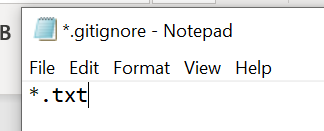 B
*.gitignore - Notepad
File Edit Format View Help
*.txt